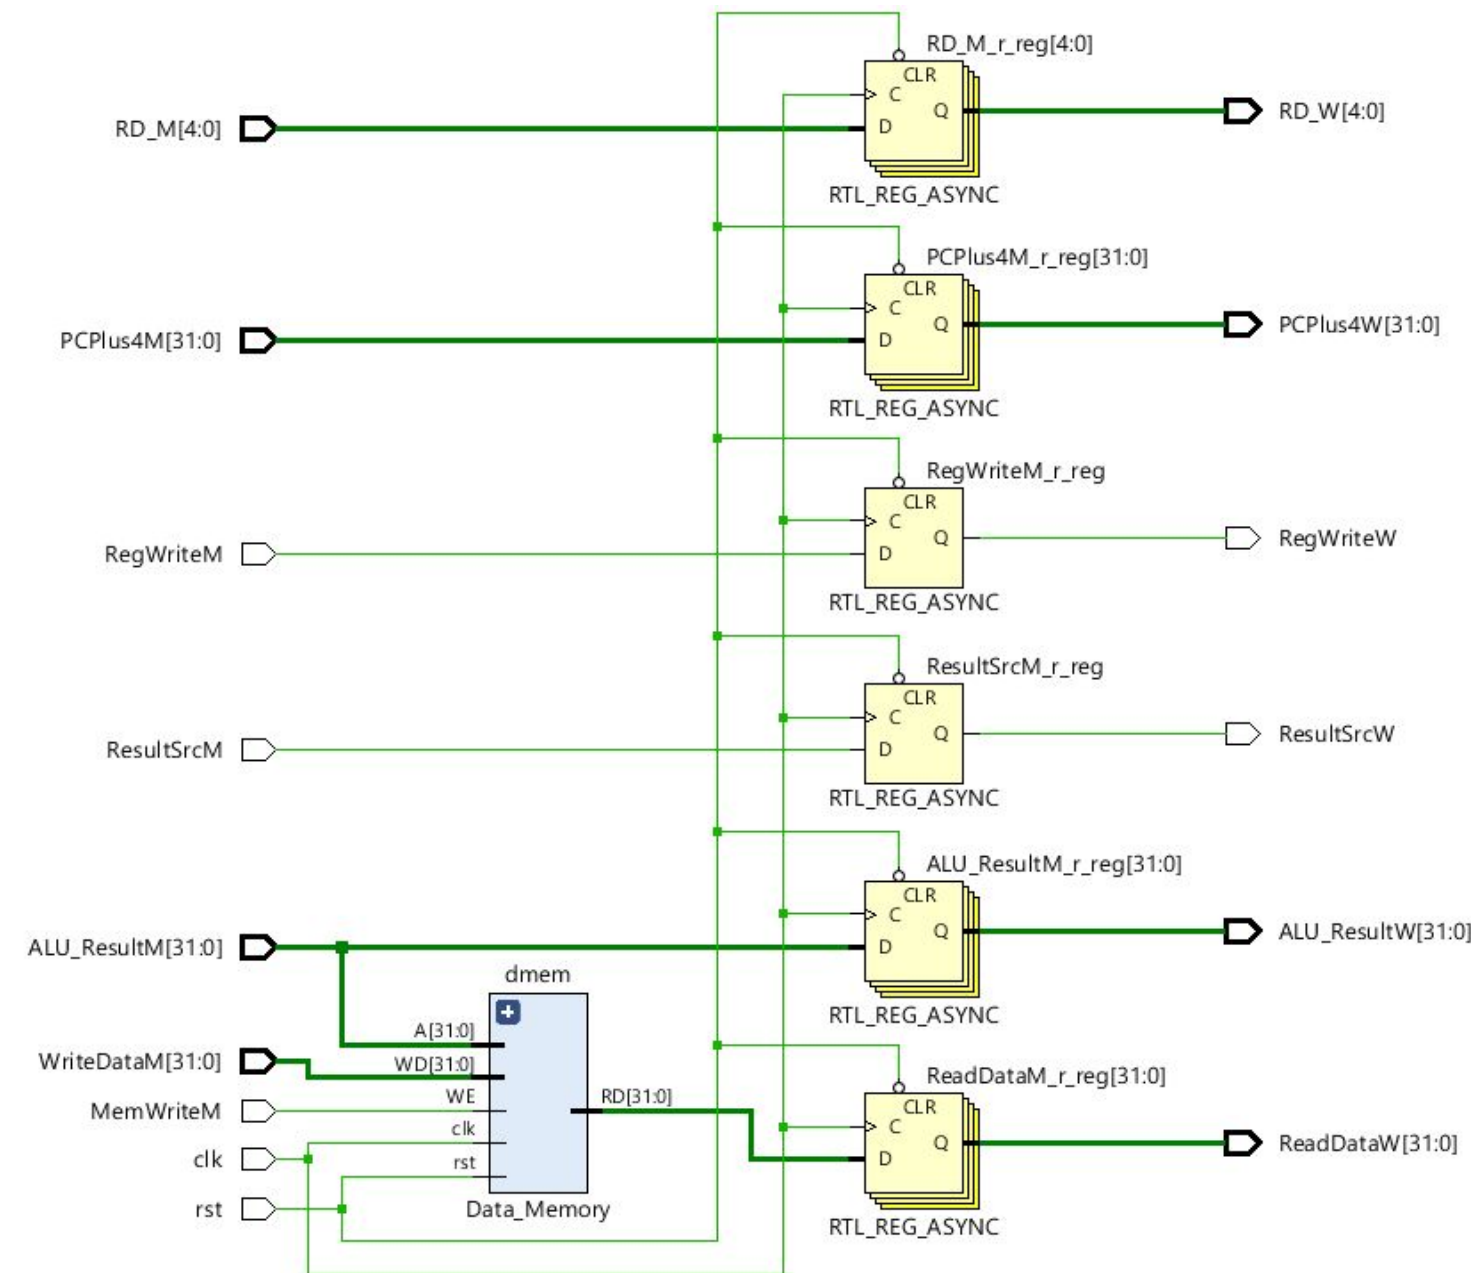 RD_M_r_reg[4:0]
CLR
C
Q
D
RD_M[4:0]
RD_W[4:0]
RTL_REG_ASYNC
PCPlus4M_r_reg[31:0]
CLR
C
Q
D
PCPlus4M[31:0]
PCPlus4W[31:0]
RTL_REG_ASYNC
RegWriteM_r_reg
CLR
C
Q
D
RegWriteM
RegWriteW
RTL_REG_ASYNC
ResultSrcM_r_reg
CLR
C
Q
D
ResultSrcM
ResultSrcW
RTL_REG_ASYNC
ALU_ResultM_r_reg[31:0]
CLR
C
Q
D
ALU_ResultM[31:0]
ALU_ResultW[31:0]
RTL_REG_ASYNC
dmem
A[31:0]
WriteDataM[31:0]
WD[31:0]
MemWriteM
WE
clk
clk
rst
rst
RD[31:0]
Data_Memory
ReadDataM_r_reg[31:0]
CLR
C
Q
D
ReadDataW[31:0]
RTL_REG_ASYNC